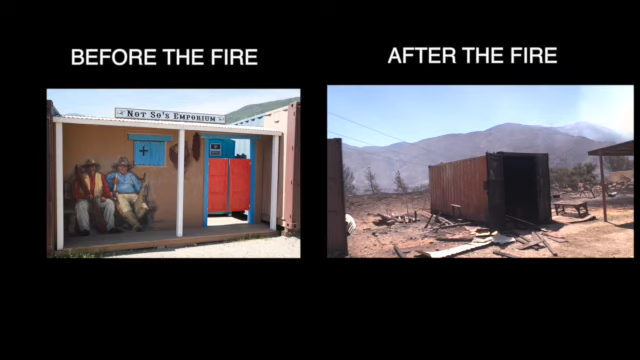 BEFORE THE FIRE
AFTER THE FIRE
NOT SO'S EMPORIUM